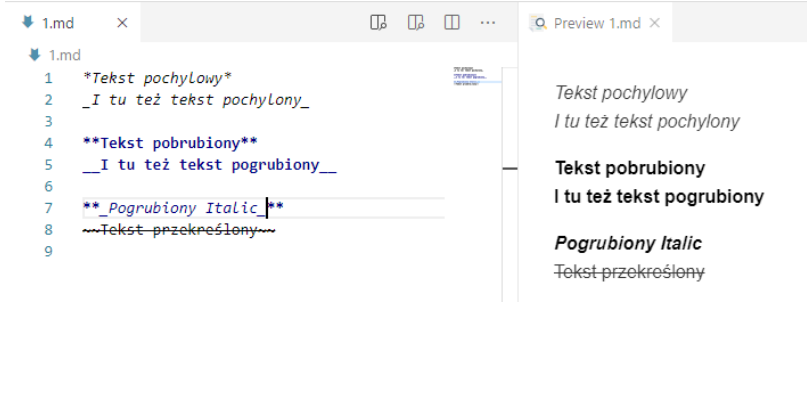 1.md
1.md
1 *Tekst pochylowy*
2 _I tu też tekst pochylony_
3
4 **Tekst pobrubiony**
5 __I tu też tekst pogrubiony__
6
7 **_Pogrubiony Italic_**
8 ~~Tekst przekreślony~~
9
Preview 1.md
Tekst pochylowy
I tu też tekst pochylony
Tekst pobrubiony
I tu też tekst pogrubiony
Pogrubiony Italic
Tekst przekreślony